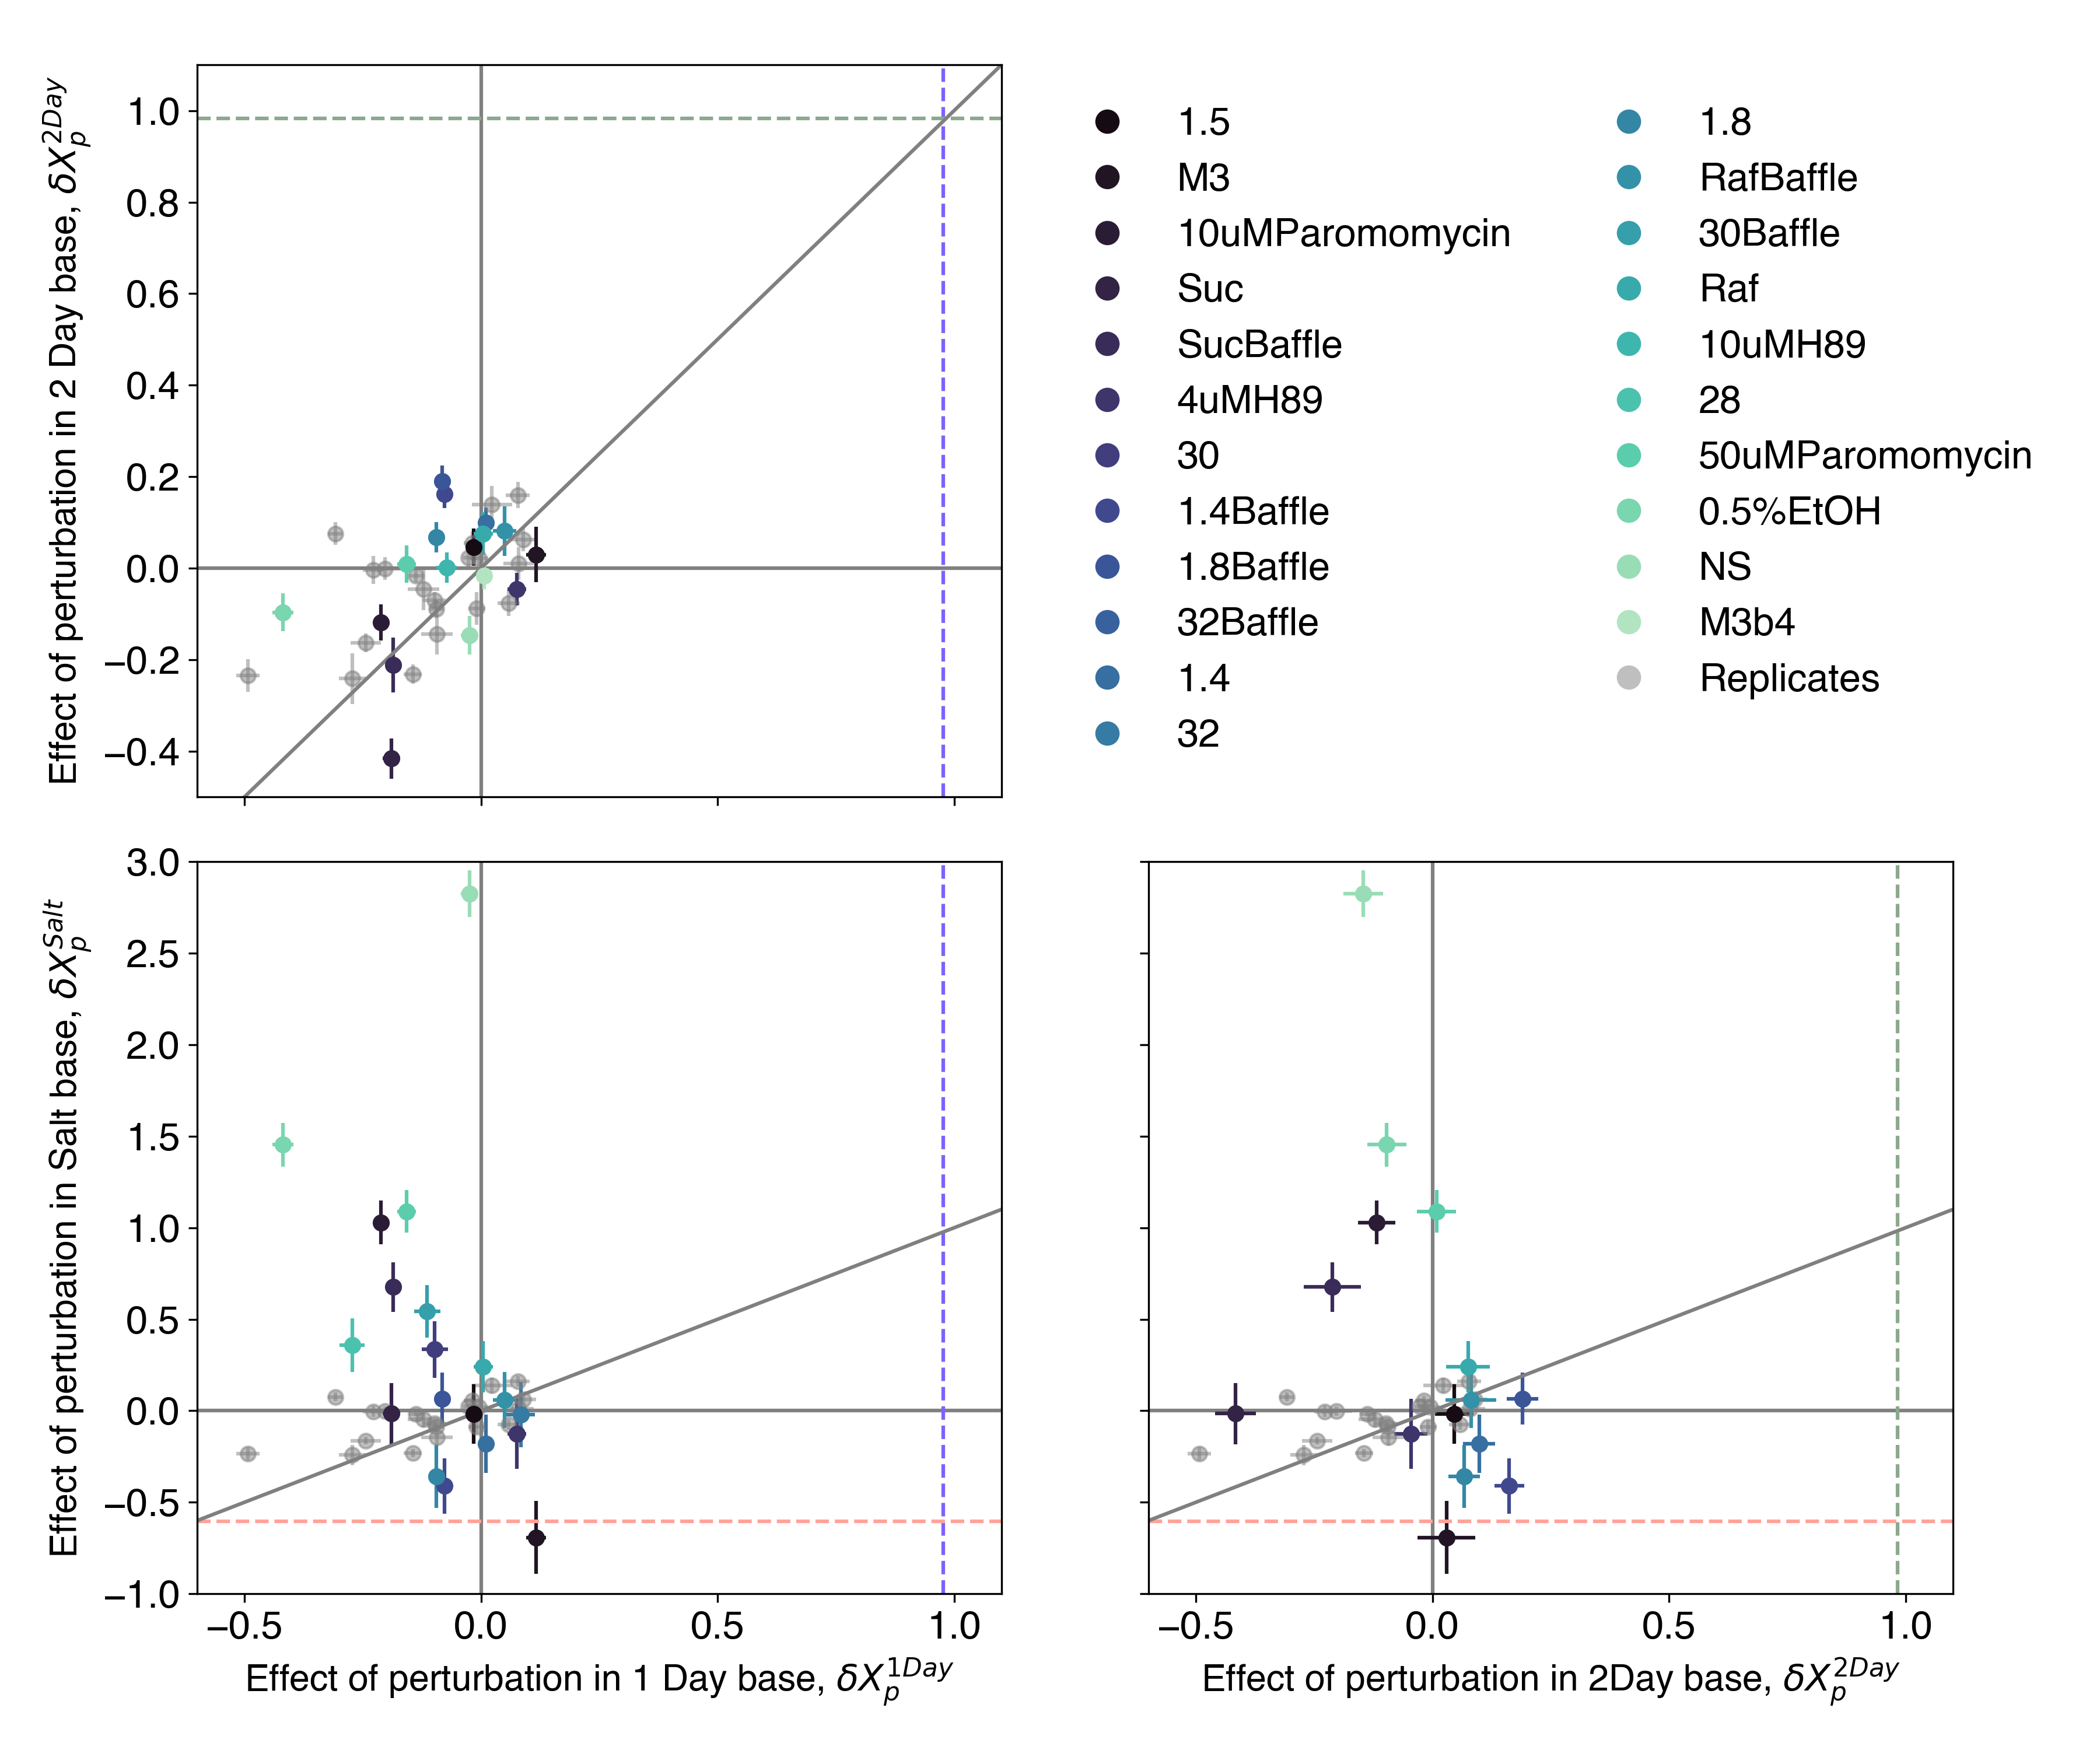 Effect of perturbation in 2 Day base, δX_p^{2Day}
1.0
0.8
0.6
0.4
0.2
0.0
−0.2
−0.4
1.5
M3
10uMParomomycin
Suc
SucBaffle
4uMH89
30
1.4Baffle
1.8Baffle
32Baffle
1.4
32
1.8
RafBaffle
30Baffle
Raf
10uMH89
28
50uMParomomycin
0.5%EtOH
NS
M3b4
Replicates
Effect of perturbation in Salt base, δX_p^{Salt}
3.0
2.5
2.0
1.5
1.0
0.5
0.0
−0.5
−1.0
−0.5 0.0 0.5 1.0
Effect of perturbation in 1 Day base, δX_p^{1Day}
−0.5 0.0 0.5 1.0
Effect of perturbation in 2Day base, δX_p^{2Day}